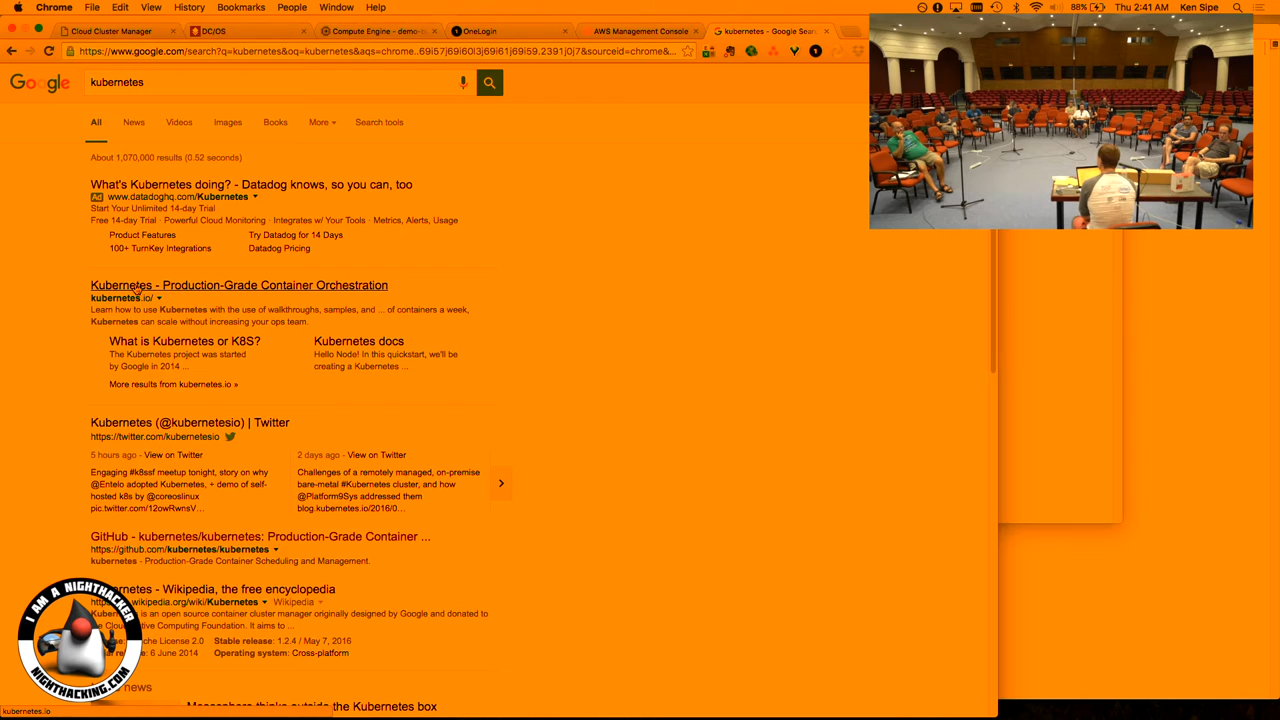 Chrome File Edit View History Bookmarks People Window Help 88% Thu 2:41 AM Ken Sipe
Cloud Cluster Manager DC/OS Compute Engine - demo-b OneLogin AWS Management Console kubernetes - Google Sear
https://www.google.com/search?q=kubernetes&oq=kubernetes&aqs=chrome..69i57j69i60l3j69i61j69i59.2391j0j7&sourceid=chrome&...
Google kubernetes
All News Videos Images Books More Search tools
About 1,070,000 results (0.52 seconds)
What's Kubernetes doing? - Datadog knows, so you can, too
Ad www.datadoghq.com/Kubernetes
Start Your Unlimited 14-day Trial
Free 14-day Trial · Powerful Cloud Monitoring · Integrates w/ Your Tools · Metrics, Alerts, Usage
Product Features Try Datadog for 14 Days
100+ TurnKey Integrations Datadog Pricing
Kubernetes - Production-Grade Container Orchestration
kubernetes.io/
Learn how to use Kubernetes with the use of walkthroughs, samples, and ... of containers a week,
Kubernetes can scale without increasing your ops team.
What is Kubernetes or K8S? Kubernetes docs
The Kubernetes project was started Hello Node! In this quickstart, we'll be
by Google in 2014 ... creating a Kubernetes ...
More results from kubernetes.io »
Kubernetes (@kubernetesio) | Twitter
https://twitter.com/kubernetesio
5 hours ago - View on Twitter 2 days ago - View on Twitter
Engaging #k8ssf meetup tonight, story on why Challenges of a remotely managed, on-premise
@Entelo adopted Kubernetes, + demo of self- bare-metal #Kubernetes cluster, and how
hosted k8s by @coreoslinux @Platform9Sys addressed them
pic.twitter.com/12owRwnsV... blog.kubernetes.io/2016/0...
GitHub - kubernetes/kubernetes: Production-Grade Container ...
https://github.com/kubernetes/kubernetes
kubernetes - Production-Grade Container Scheduling and Management.
ernetes - Wikipedia, the free encyclopedia
wikipedia.org/wiki/Kubernetes Wikipedia
is an open source container cluster manager originally designed by Google and donated to
Computing Foundation. It aims to ...
License 2.0 Stable release: 1.2.4 / May 7, 2016
6 June 2014 Operating system: Cross-platform
news
Mesosphere thinks outside the Kubernetes box
I AM A NIGHTHACKER
NIGHTHACKING.COM
kubernetes.io